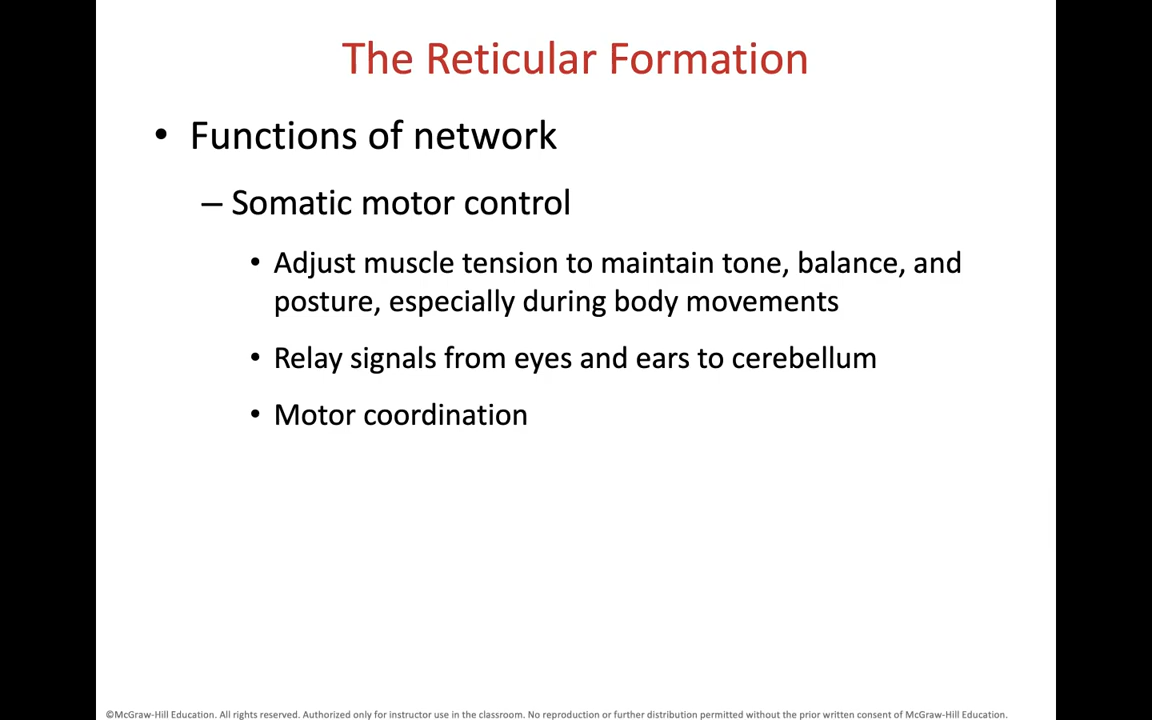 The Reticular Formation
• Functions of network
– Somatic motor control
• Adjust muscle tension to maintain tone, balance, and
posture, especially during body movements
• Relay signals from eyes and ears to cerebellum
• Motor coordination
©McGraw-Hill Education. All rights reserved. Authorized only for instructor use in the classroom. No reproduction or further distribution permitted without the prior written consent of McGraw-Hill Education.